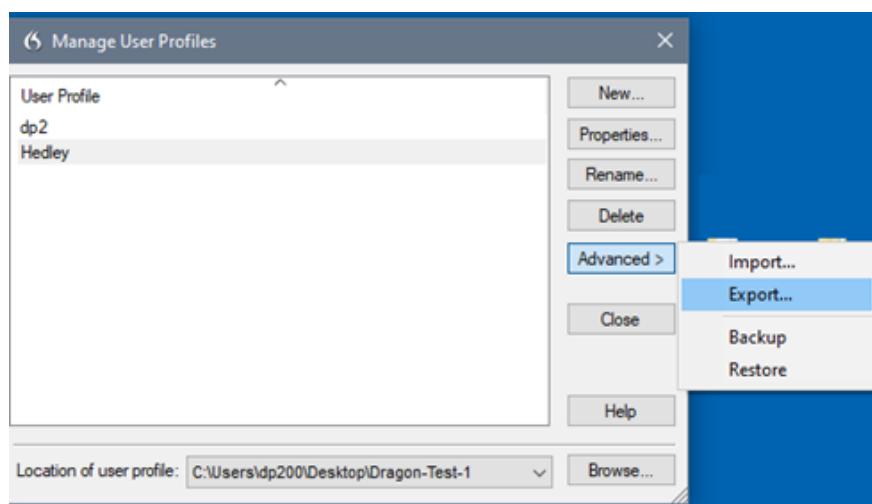 Manage User Profiles
User Profile
dp2
Hedley
New...
Properties...
Rename...
Delete
Advanced >
Import...
Export...
Backup
Restore
Close
Help
Location of user profile: C:\Users\dp200\Desktop\Dragon-Test-1
Browse...